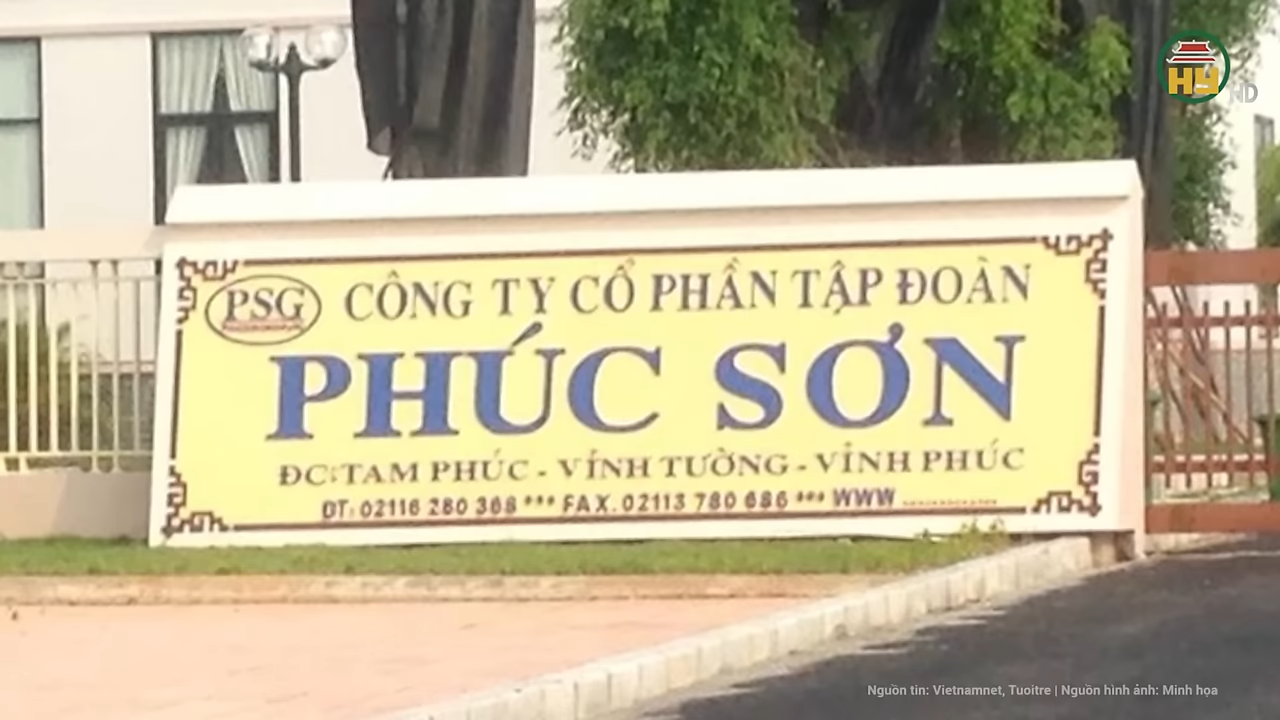 HY
HD
PSG
CÔNG TY CỔ PHẦN TẬP ĐOÀN
PHÚC SƠN
ĐC:TAM PHÚC - VĨNH TƯỜNG - VĨNH PHÚC
ĐT: 02116 280 368 *** FAX. 02113 780 686 *** WWW
Nguồn tin: Vietnamnet, Tuoitre | Nguồn hình ảnh: Minh họa